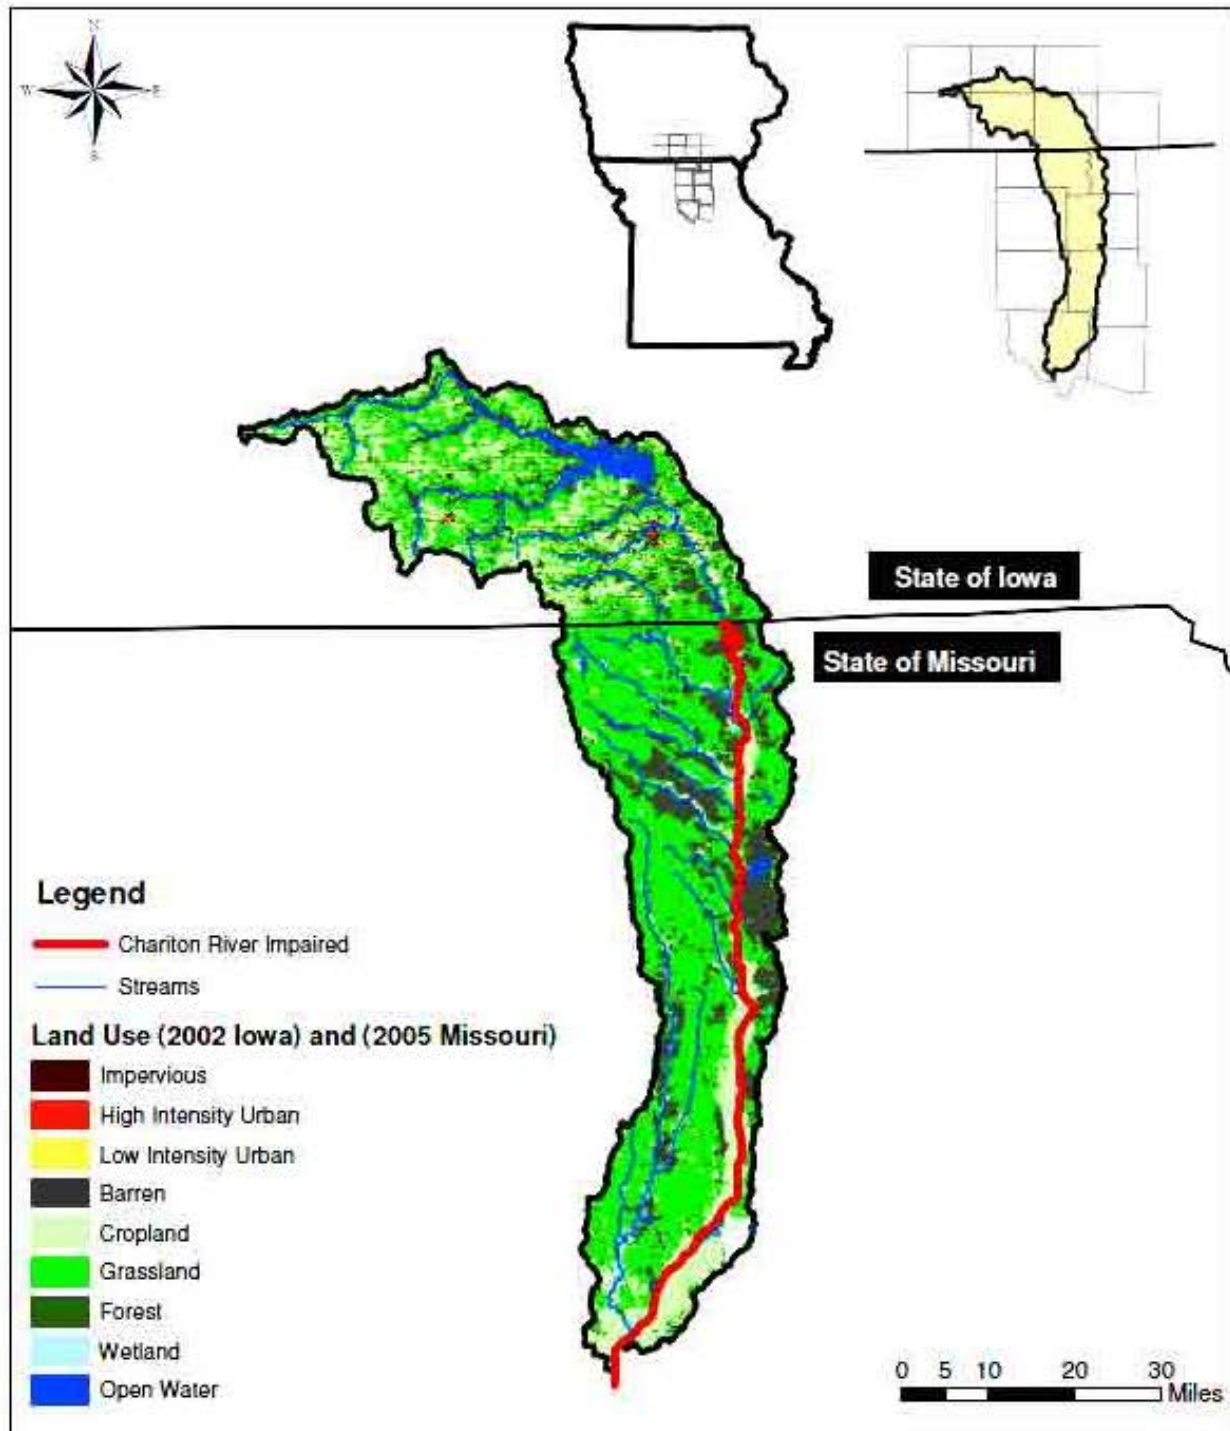 N
W
E
S
State of Iowa
State of Missouri
Legend
Chariton River Impaired
Streams
Land Use (2002 Iowa) and (2005 Missouri)
Impervious
High Intensity Urban
Low Intensity Urban
Barren
Cropland
Grassland
Forest
Wetland
Open Water
0 5 10 20 30
Miles